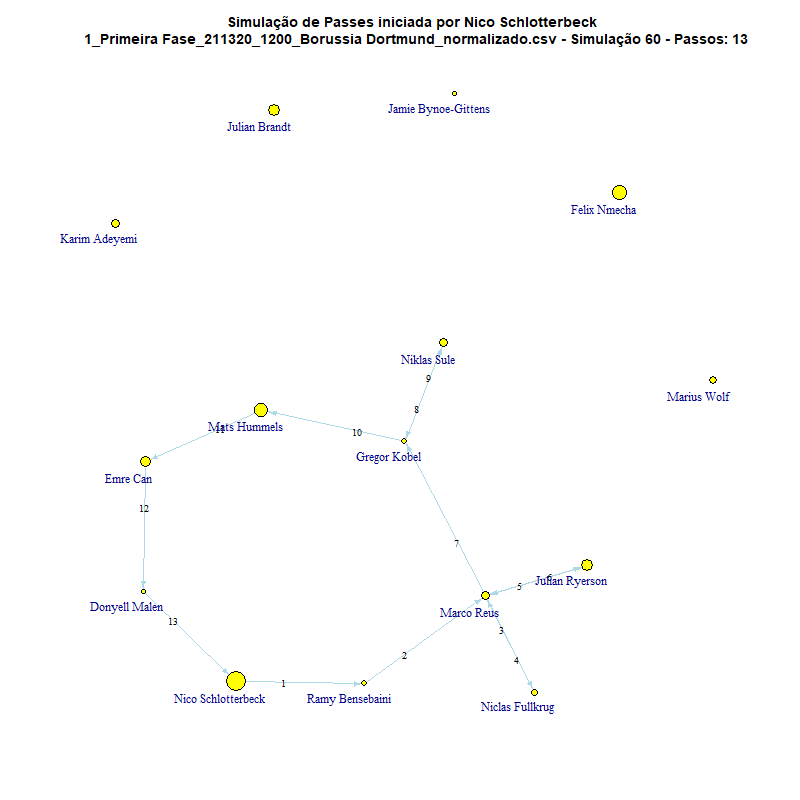 Simulação de Passes iniciada por Nico Schlotterbeck
1_Primeira Fase_211320_1200_Borussia Dortmund_normalizado.csv - Simulação 60 - Passos: 13
Jamie Bynoe-Gittens
Julian Brandt
Felix Nmecha
Karim Adeyemi
Niklas Sule
9
Marius Wolf
8
Mats Hummels
11
10
Gregor Kobel
Emre Can
12
7
Julian Ryerson
6
5
Donyell Malen
Marco Reus
13
3
2
4
Nico Schlotterbeck
1
Ramy Bensebaini
Niclas Fullkrug